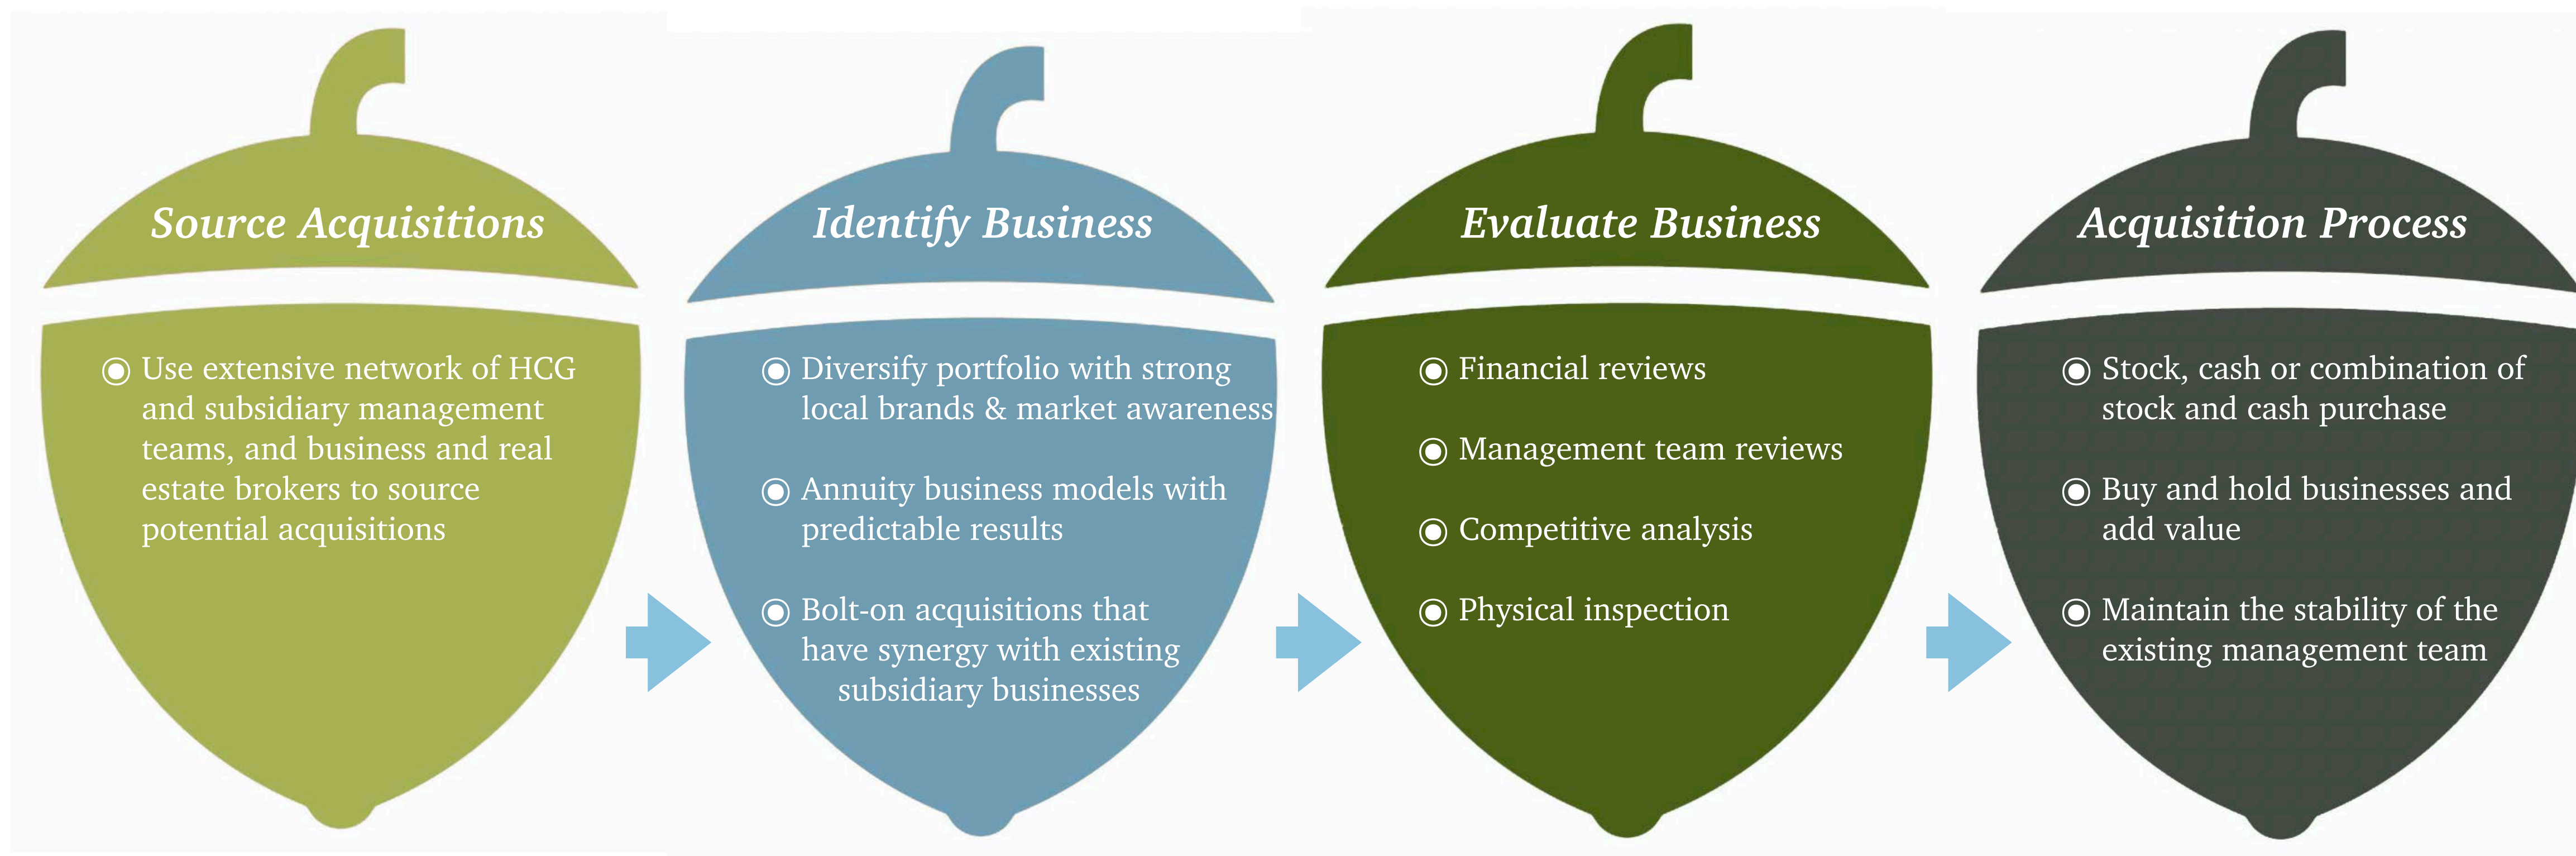 Source Acquisitions
◉ Use extensive network of HCG
and subsidiary management
teams, and business and real
estate brokers to source
potential acquisitions
Identify Business
◉ Diversify portfolio with strong
local brands & market awareness
◉ Annuity business models with
predictable results
◉ Bolt-on acquisitions that
have synergy with existing
subsidiary businesses
Evaluate Business
◉ Financial reviews
◉ Management team reviews
◉ Competitive analysis
◉ Physical inspection
Acquisition Process
◉ Stock, cash or combination of
stock and cash purchase
◉ Buy and hold businesses and
add value
◉ Maintain the stability of the
existing management team